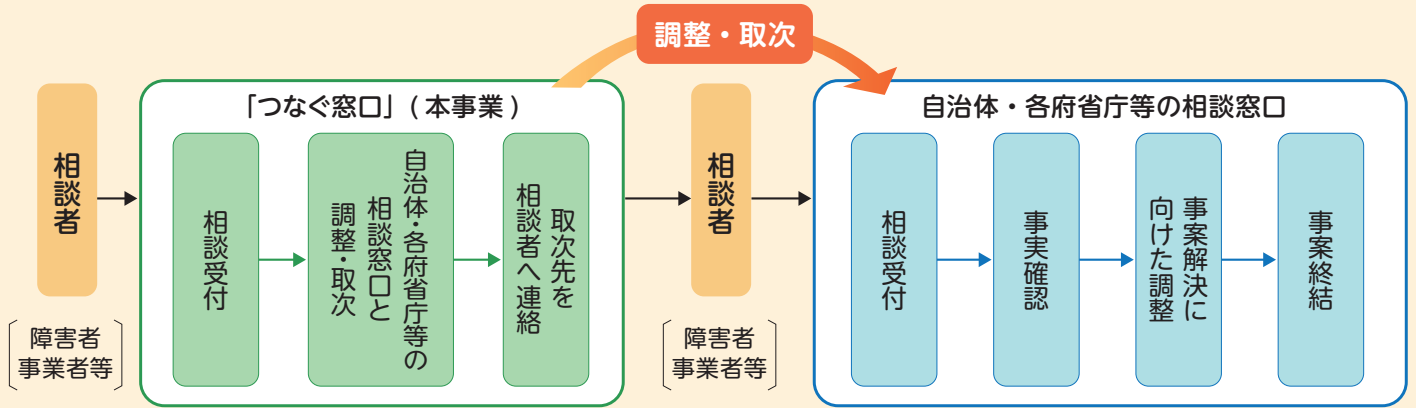 調整・取次
相談者
障害者
事業者等
「つなぐ窓口」(本事業)
相談受付
自治体・各府省庁等の
相談窓口と
調整・取次
取次先を
相談者へ連絡
相談者
障害者
事業者等
自治体・各府省庁等の相談窓口
相談受付
事実確認
事案解決に
向けた調整
事案終結